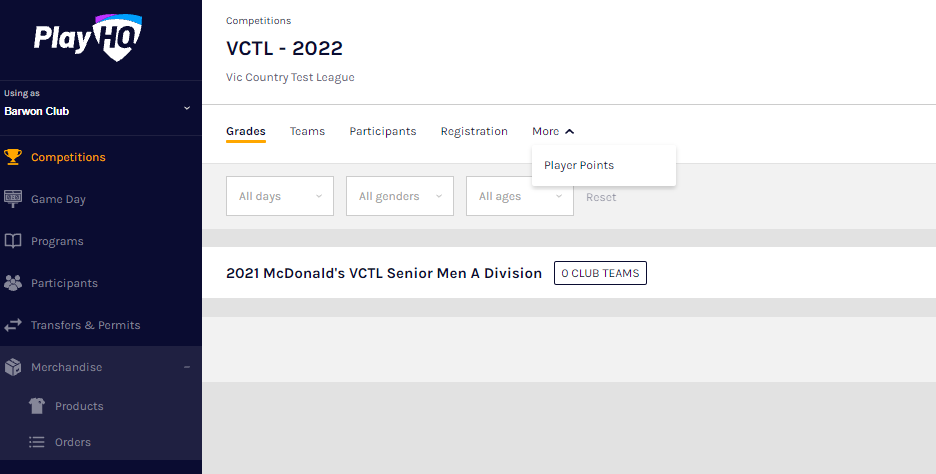 PlayHQ
Using as
Barwon Club
Competitions
Game Day
Programs
Participants
Transfers & Permits
Merchandise
Products
Orders
Competitions
VCTL - 2022
Vic Country Test League
Grades Teams Participants Registration More
Player Points
All days All genders All ages Reset
2021 McDonald's VCTL Senior Men A Division 0 CLUB TEAMS